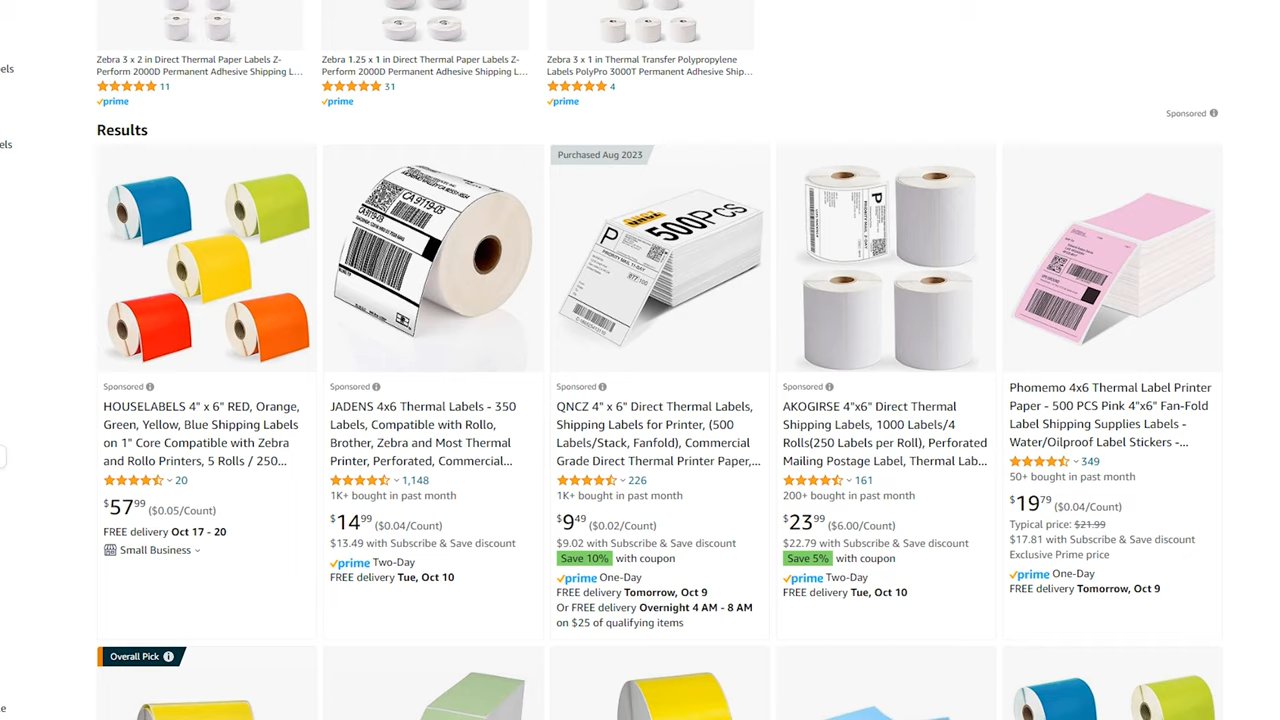 els
els
e
Zebra 3 x 2 in Direct Thermal Paper Labels Z-
Perform 2000D Permanent Adhesive Shipping L...
11
prime
Zebra 1.25 x 1 in Direct Thermal Paper Labels Z-
Perform 2000D Permanent Adhesive Shipping L...
31
prime
Zebra 3 x 1 in Thermal Transfer Polypropylene
Labels PolyPro 3000T Permanent Adhesive Ship...
4
prime
Sponsored
Results
Sponsored
HOUSELABELS 4" x 6" RED, Orange,
Green, Yellow, Blue Shipping Labels
on 1" Core Compatible with Zebra
and Rollo Printers, 5 Rolls / 250...
20
$57.99 ($0.05/Count)
FREE delivery Oct 17 - 20
Small Business
CA 9T19-03
CA9T19-03
Sponsored
JADENS 4x6 Thermal Labels - 350
Labels, Compatible with Rollo,
Brother, Zebra and Most Thermal
Printer, Perforated, Commercial...
1,148
1K+ bought in past month
$14.99 ($0.04/Count)
$13.49 with Subscribe & Save discount
prime Two-Day
FREE delivery Tue, Oct 10
Purchased Aug 2023
QNCZ
500PCS
P
Sponsored
QNCZ 4" x 6" Direct Thermal Labels,
Shipping Labels for Printer, (500
Labels/Stack, Fanfold), Commercial
Grade Direct Thermal Printer Paper,...
226
1K+ bought in past month
$9.49 ($0.02/Count)
$9.02 with Subscribe & Save discount
Save 10% with coupon
prime One-Day
FREE delivery Tomorrow, Oct 9
Or FREE delivery Overnight 4 AM - 8 AM
on $25 of qualifying items
P
Sponsored
AKOGIRSE 4"x6" Direct Thermal
Shipping Labels, 1000 Labels/4
Rolls(250 Labels per Roll), Perforated
Mailing Postage Label, Thermal Lab...
161
200+ bought in past month
$23.99 ($6.00/Count)
$22.79 with Subscribe & Save discount
Save 5% with coupon
prime Two-Day
FREE delivery Tue, Oct 10
Phomemo 4x6 Thermal Label Printer
Paper - 500 PCS Pink 4"x6" Fan-Fold
Label Shipping Supplies Labels -
Water/Oilproof Label Stickers -...
349
50+ bought in past month
$19.79 ($0.04/Count)
Typical price: $21.99
$17.81 with Subscribe & Save discount
Exclusive Prime price
prime One-Day
FREE delivery Tomorrow, Oct 9
Overall Pick